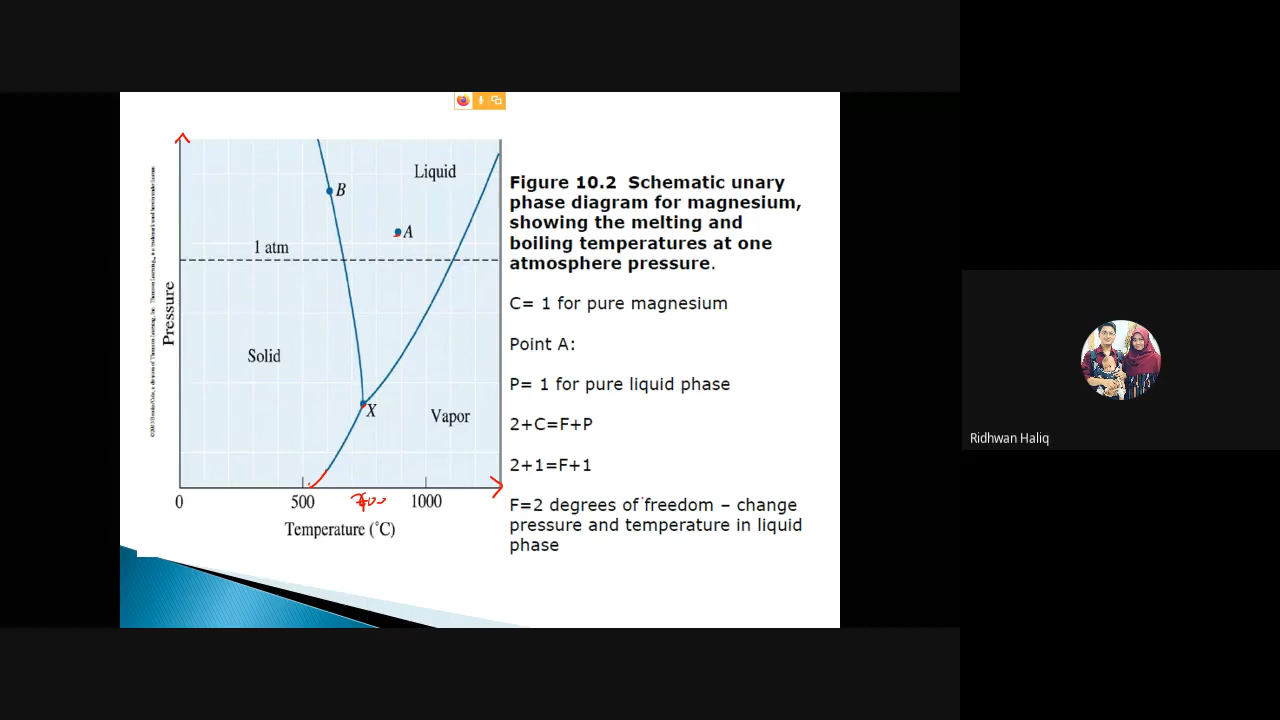 Liquid
B
A
1 atm
Pressure
Solid
X
Vapor
0
500
700
1000
Temperature (°C)
Figure 10.2 Schematic unary
phase diagram for magnesium,
showing the melting and
boiling temperatures at one
atmosphere pressure.
C= 1 for pure magnesium
Point A:
P= 1 for pure liquid phase
2+C=F+P
2+1=F+1
F=2 degrees of freedom – change
pressure and temperature in liquid
phase
Ridhwan Haliq